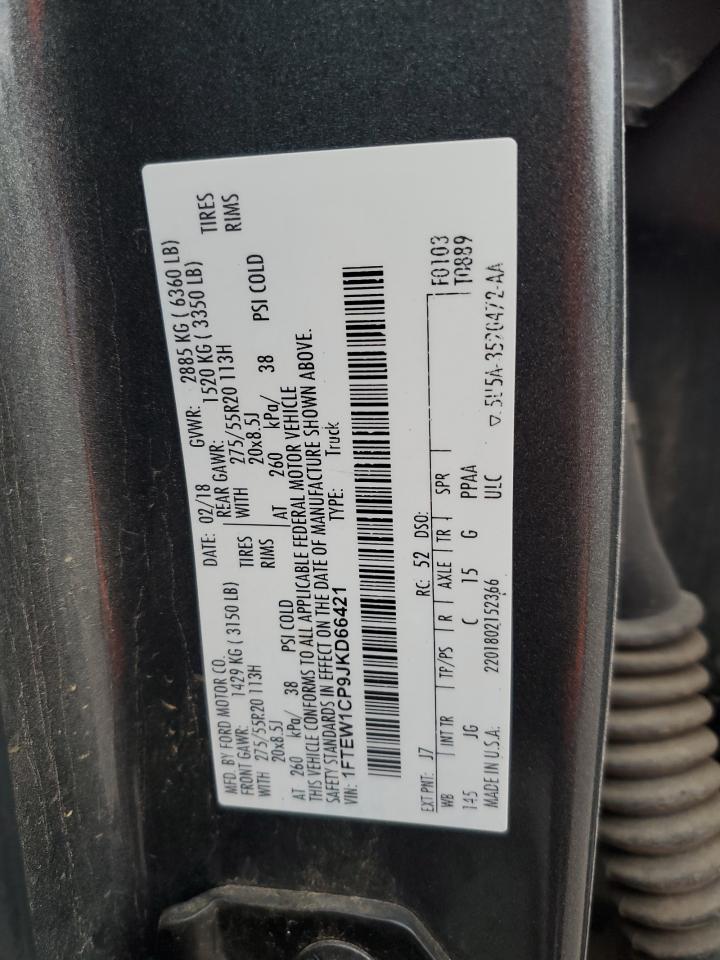 MFD. BY FORD MOTOR CO.
DATE: 02/18 GVWR: 2885 KG ( 6360 LB)
FRONT GAWR: 1429 KG ( 3150 LB) REAR GAWR: 1520 KG ( 3350 LB)
WITH 275/55R20 113H TIRES WITH 275/55R20 113H TIRES
20x8.5J RIMS 20x8.5J RIMS
AT 260 kPa/ 38 PSI COLD AT 260 kPa/ 38 PSI COLD
THIS VEHICLE CONFORMS TO ALL APPLICABLE FEDERAL MOTOR VEHICLE
SAFETY STANDARDS IN EFFECT ON THE DATE OF MANUFACTURE SHOWN ABOVE.
VIN: 1FTEW1CP9JKD66421 TYPE: Truck
EXT PNT: J7 RC: 52 DSO: F0103
WB INT TR TP/PS R AXLE TR SPR T0889
145 JG C 15 G PPAA
MADE IN U.S.A. 2201802152366 ULC 5U5A-3520472-AA